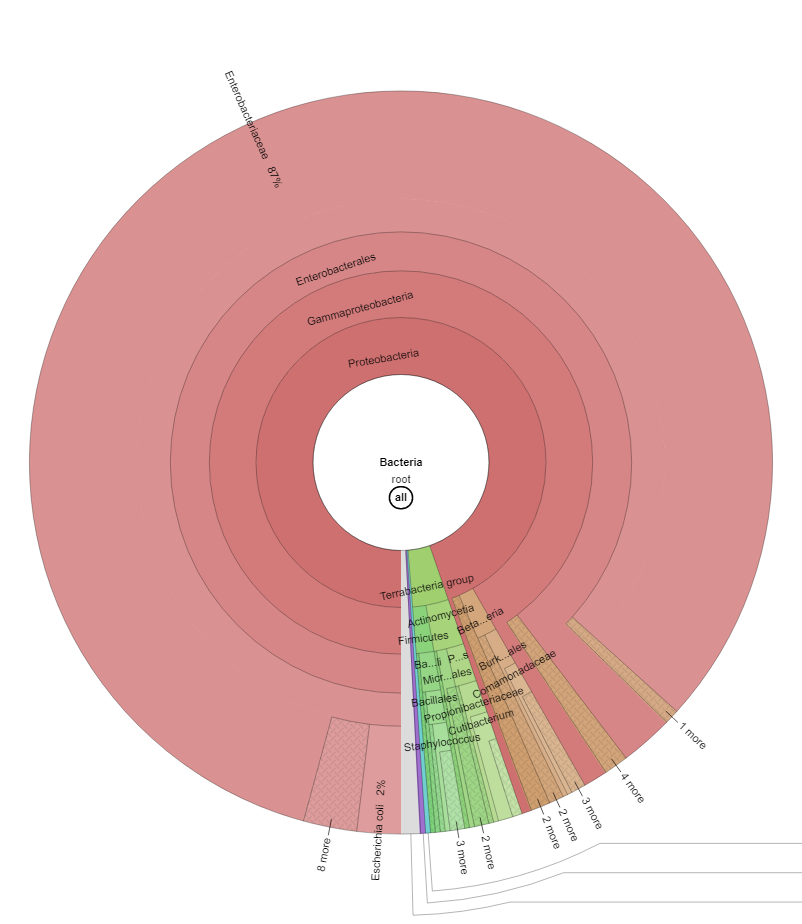 Enterobacteriaceae 87%
Enterobacterales
Gammaproteobacteria
Proteobacteria
Bacteria
root
all
Terrabacteria group
Actinomycetia
Beta...eria
Firmicutes
Ba...li
P...s
Burk...ales
Micr...ales
Comamonadaceae
Bacillales
Propionibacteriaceae
Cutibacterium
Staphylococcus
1 more
4 more
3 more
2 more
2 more
2 more
3 more
Escherichia coli 2%
8 more